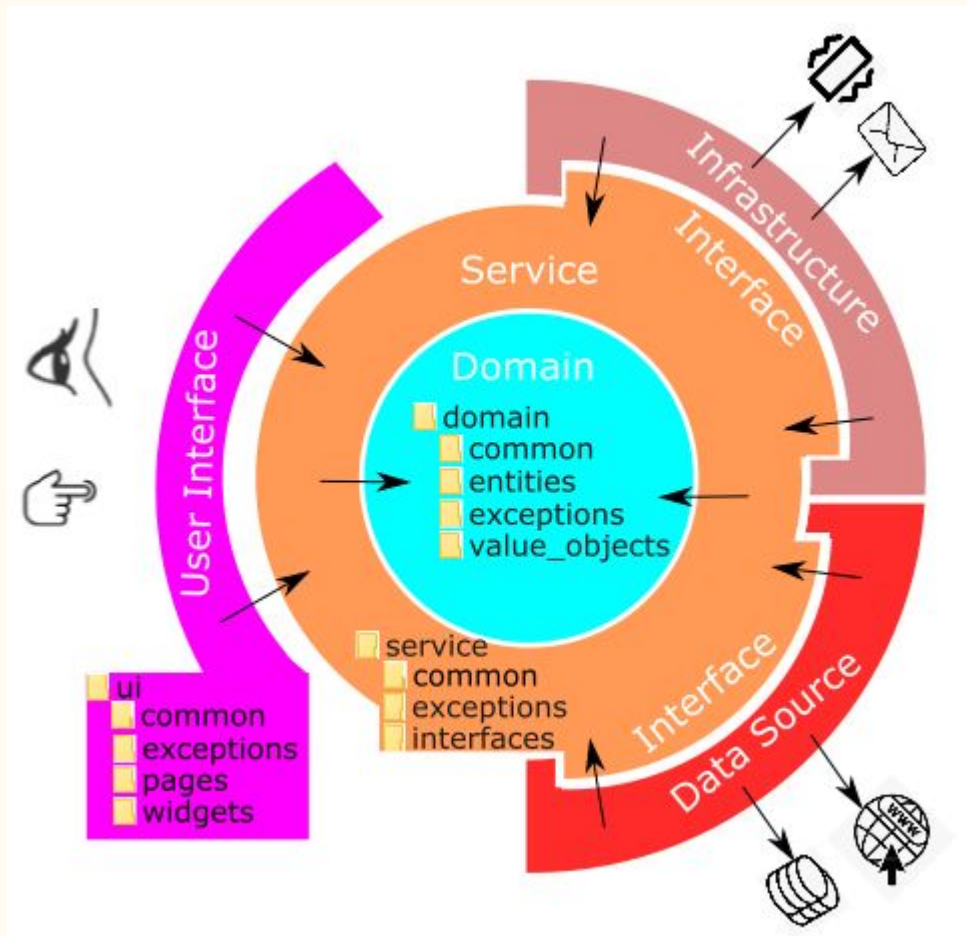 Infrastructure
Interface
Service
User Interface
Domain
domain
common
entities
exceptions
value_objects
service
common
exceptions
interfaces
Interface
Data Source
ui
common
exceptions
pages
widgets
www